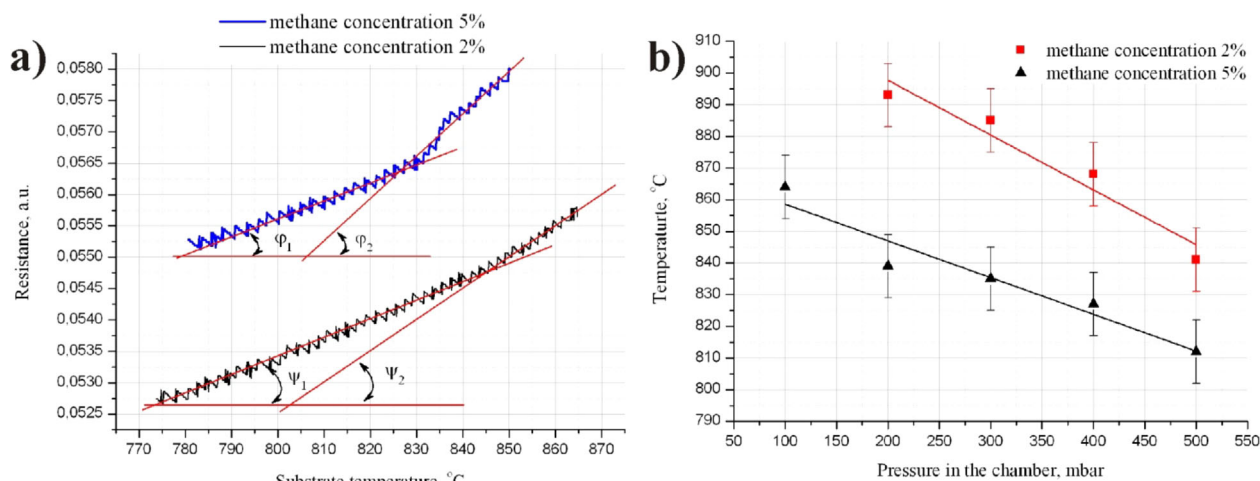 methane concentration 5%
methane concentration 2%
a)
0.0580
0.0575
0.0570
0.0565
0.0560
0.0555
0.0550
0.0545
0.0540
0.0535
0.0530
0.0525
Resistance, a.u.
φ1
φ2
ψ1
ψ2
770 780 790 800 810 820 830 840 850 860 870
Substrate temperature, °C
b)
methane concentration 2%
methane concentration 5%
910
900
890
880
870
860
850
840
830
820
810
800
790
Temperaturte, °C
50 100 150 200 250 300 350 400 450 500 550
Pressure in the chamber, mbar